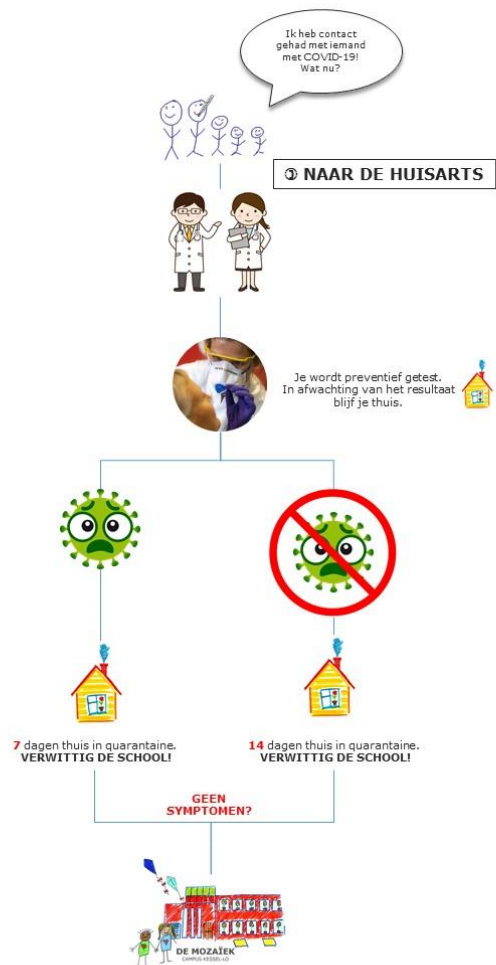 Ik heb contact
gehad met iemand
met COVID-19!
Wat nu?
① NAAR DE HUISARTS
Je wordt preventief getest.
In afwachting van het resultaat
blijf je thuis.
7 dagen thuis in quarantaine.
VERWITTIG DE SCHOOL!
14 dagen thuis in quarantaine.
VERWITTIG DE SCHOOL!
GEEN
SYMPTOMEN?
DE MOZAÏEK
CAMPUS KESSEL-LO